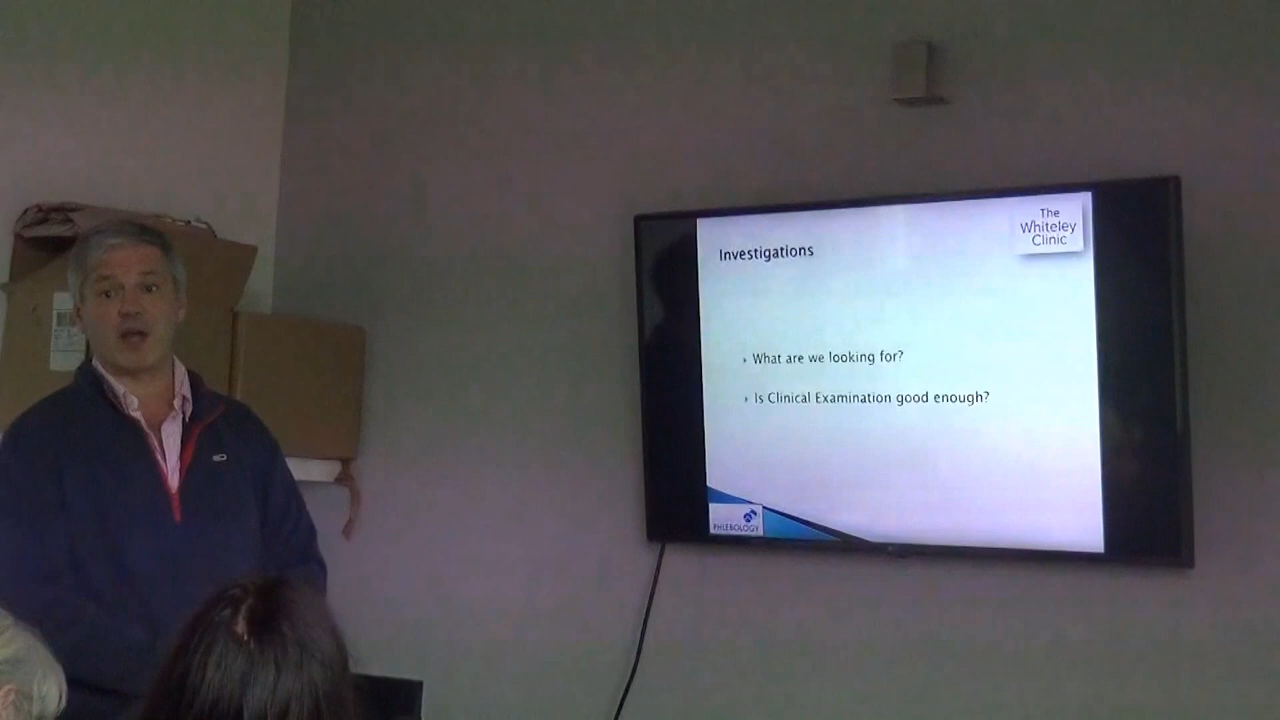 The
Whiteley
Clinic
Investigations
What are we looking for?
Is Clinical Examination good enough?
PHLEBOLOGY